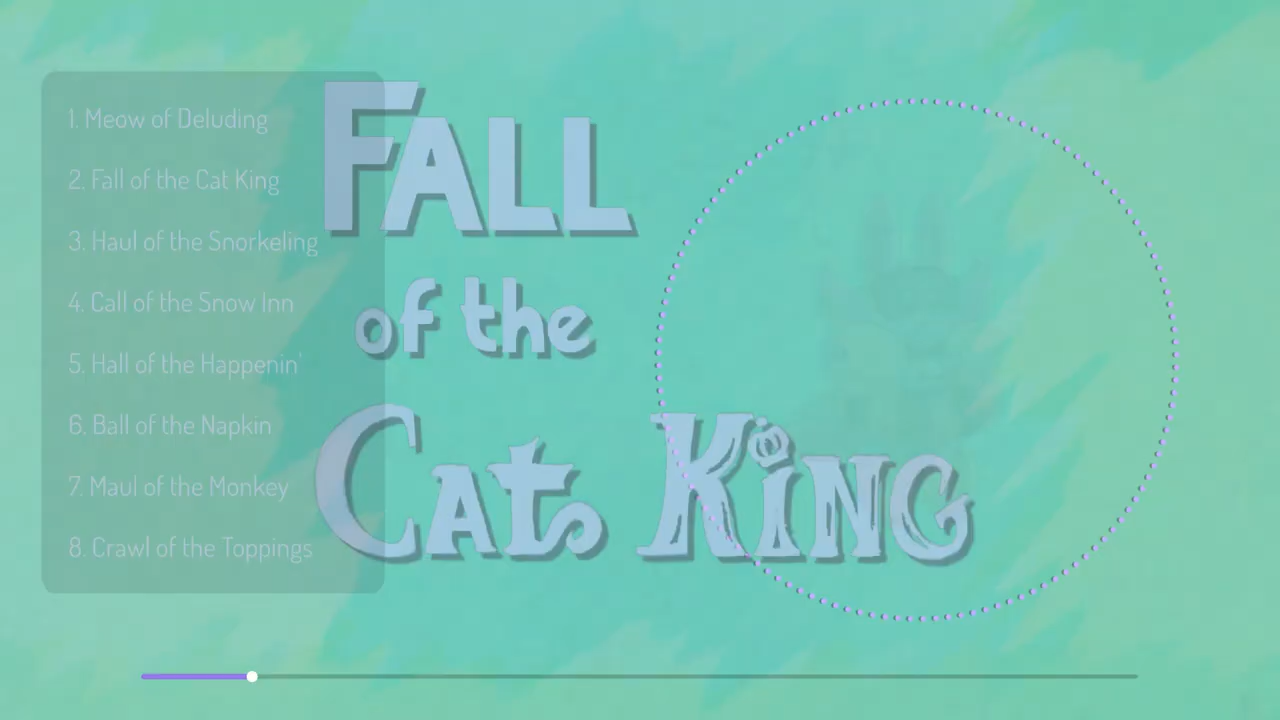 1. Meow of Deluding
2. Fall of the Cat King
3. Haul of the Snorkeling
4. Call of the Snow Inn
5. Hall of the Happenin'
6. Ball of the Napkin
7. Maul of the Monkey
8. Crawl of the Toppings
FALL
of the
CAT KiNG